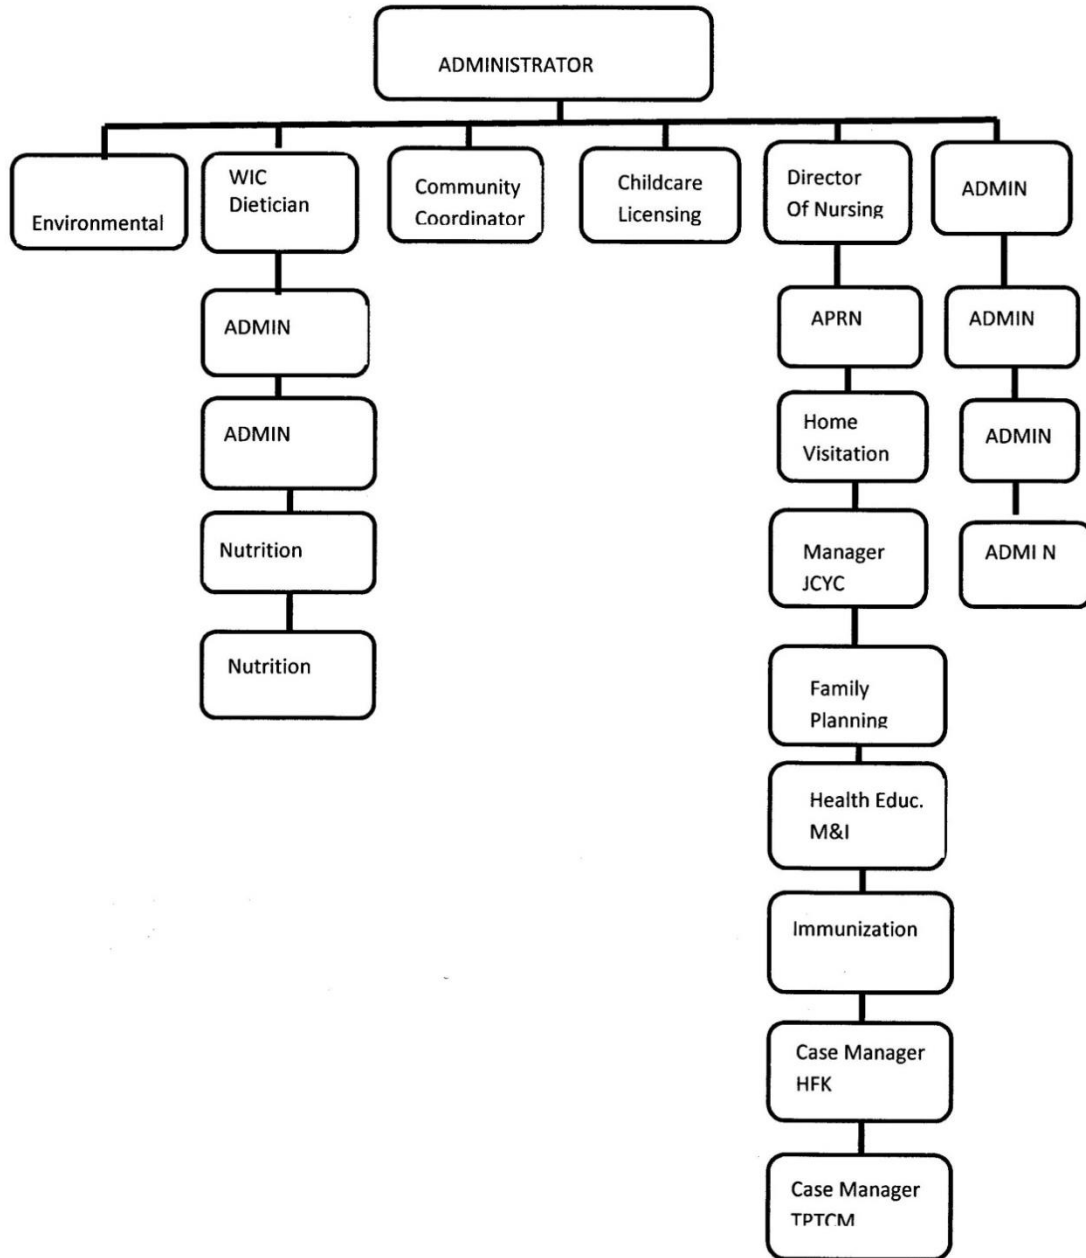 ADMINISTRATOR
Environmental
WIC
Dietician
Community
Coordinator
Childcare
Licensing
Director
Of Nursing
ADMIN
ADMIN
ADMIN
Nutrition
Nutrition
APRN
Home
Visitation
Manager
JCYC
Family
Planning
Health Educ.
M&I
Immunization
Case Manager
HFK
Case Manager
TPTCM
ADMIN
ADMIN
ADMI N